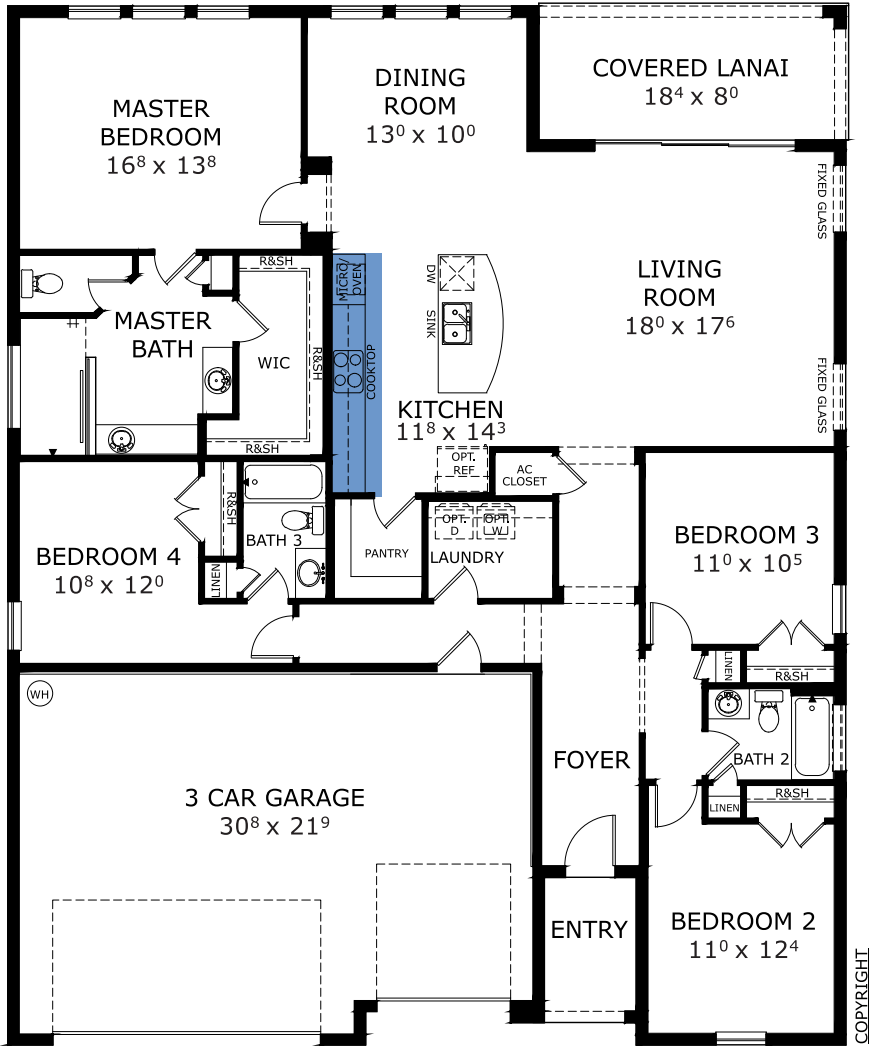 DINING
ROOM
13⁰ x 10⁰
COVERED LANAI
18⁴ x 8⁰
MASTER
BEDROOM
16⁸ x 13⁸
FIXED GLASS
R&SH
MICRO/
OVEN
DW
LIVING
ROOM
18⁰ x 17⁶
MASTER
BATH
SINK
WIC
R&SH
COOKTOP
FIXED GLASS
KITCHEN
11⁸ x 14³
R&SH
OPT.
REF
AC
CLOSET
R&SH
BATH 3
OPT.
D
OPT.
W
BEDROOM 4
10⁸ x 12⁰
PANTRY
LAUNDRY
BEDROOM 3
11⁰ x 10⁵
LINEN
LINEN
R&SH
WH
FOYER
BATH 2
3 CAR GARAGE
30⁸ x 21⁹
R&SH
LINEN
ENTRY
BEDROOM 2
11⁰ x 12⁴
COPYRIGHT